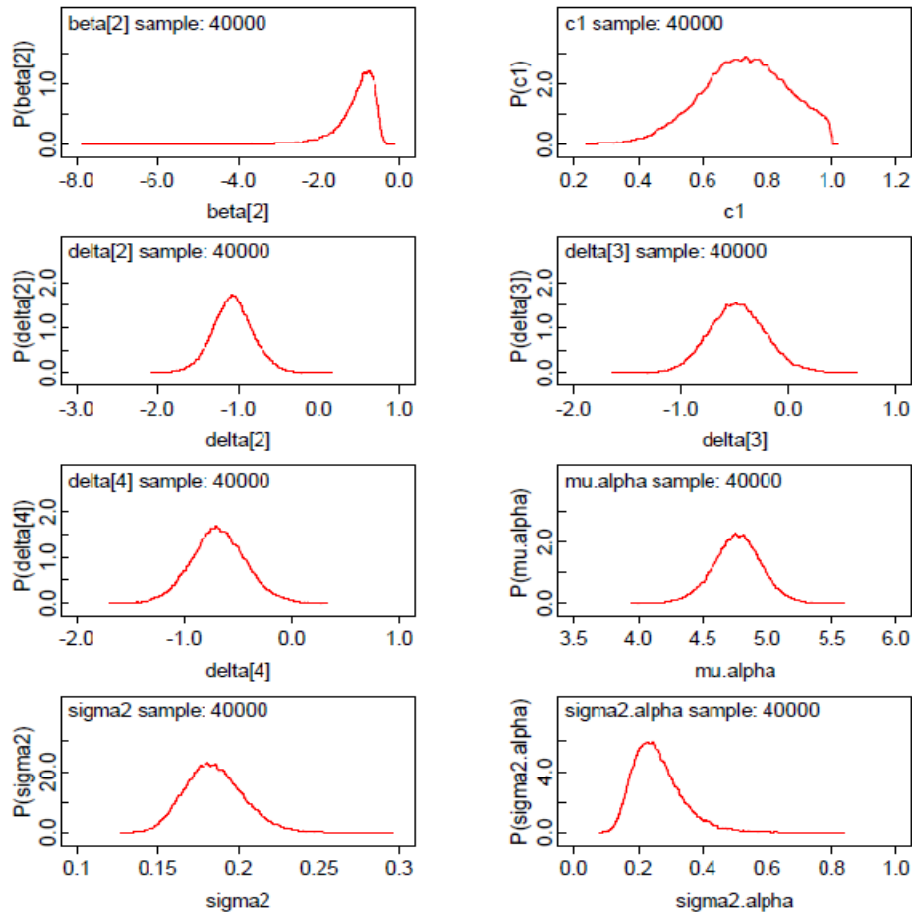 beta[2] sample: 40000
P(beta[2])
0.0 1.0
-8.0 -6.0 -4.0 -2.0 0.0
beta[2]
c1 sample: 40000
P(c1)
0.0 2.0
0.2 0.4 0.6 0.8 1.0 1.2
c1
delta[2] sample: 40000
P(delta[2])
0.0 1.0 2.0
-3.0 -2.0 -1.0 0.0 1.0
delta[2]
delta[3] sample: 40000
P(delta[3])
0.0 1.0 2.0
-2.0 -1.0 0.0 1.0
delta[3]
delta[4] sample: 40000
P(delta[4])
0.0 1.0 2.0
-2.0 -1.0 0.0 1.0
delta[4]
mu.alpha sample: 40000
P(mu.alpha)
0.0 2.0
3.5 4.0 4.5 5.0 5.5 6.0
mu.alpha
sigma2 sample: 40000
P(sigma2)
0.0 20.0
0.1 0.15 0.2 0.25 0.3
sigma2
sigma2.alpha sample: 40000
P(sigma2.alpha)
0.0 4.0
0.0 0.2 0.4 0.6 0.8 1.0
sigma2.alpha